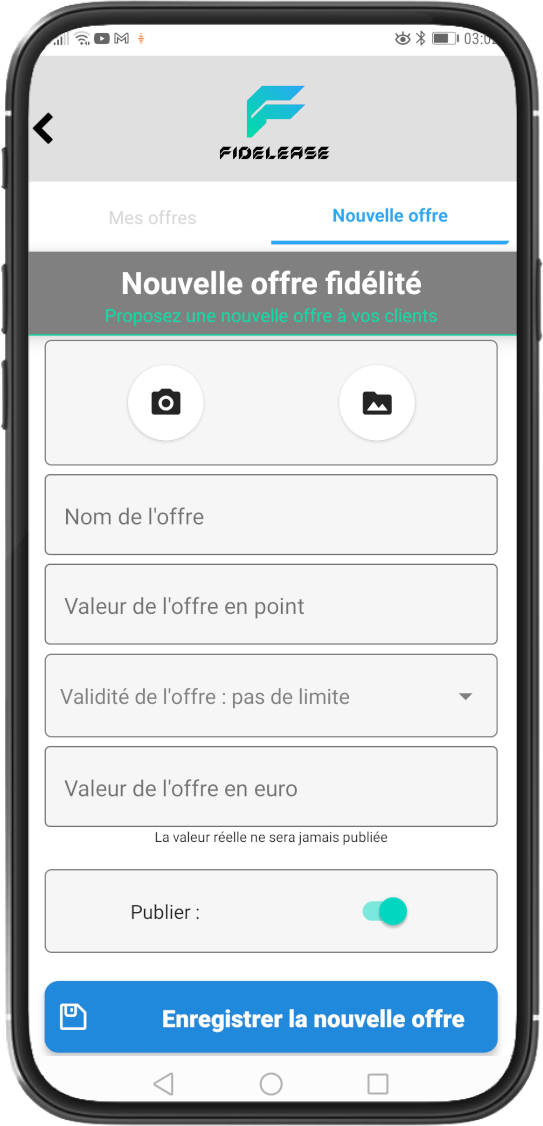 03:02
FIDELEASE
Mes offres
Nouvelle offre
Nouvelle offre fidélité
Proposez une nouvelle offre à vos clients
Nom de l'offre
Valeur de l'offre en point
Validité de l'offre : pas de limite
Valeur de l'offre en euro
La valeur réelle ne sera jamais publiée
Publier :
Enregistrer la nouvelle offre